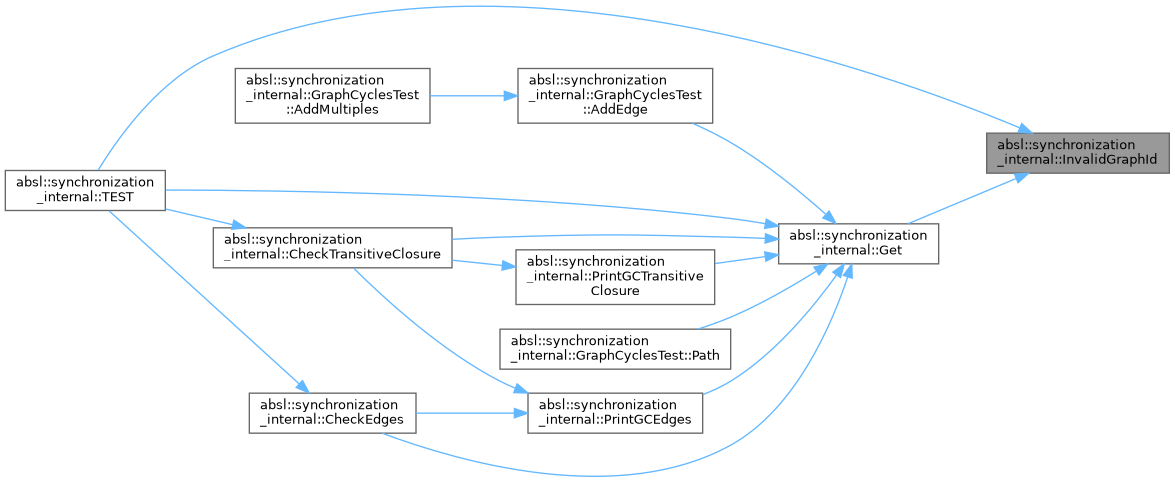 absl::synchronization
_internal::GraphCyclesTest
::AddMultiples
absl::synchronization
_internal::GraphCyclesTest
::AddEdge
absl::synchronization
_internal::InvalidGraphId
absl::synchronization
_internal::TEST
absl::synchronization
_internal::CheckTransitiveClosure
absl::synchronization
_internal::Get
absl::synchronization
_internal::PrintGCTransitive
Closure
absl::synchronization
_internal::GraphCyclesTest::Path
absl::synchronization
_internal::CheckEdges
absl::synchronization
_internal::PrintGCEdges